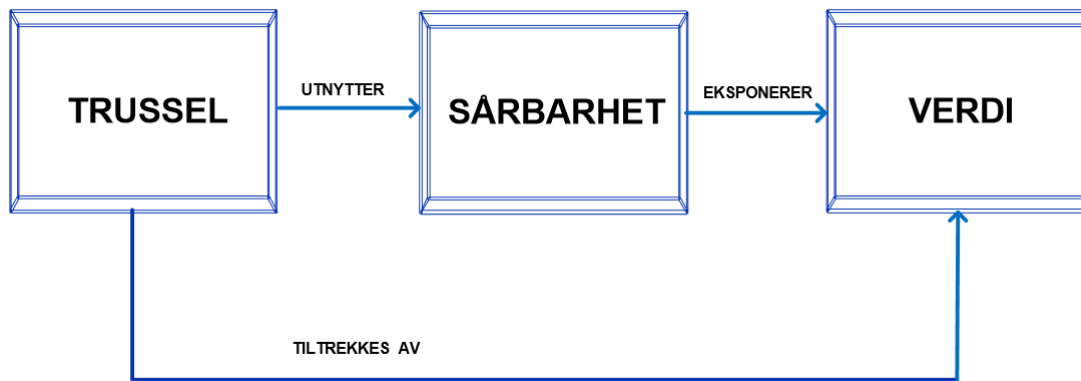 TRUSSEL
UTNYTTER
SÅRBARHET
EKSPONERER
VERDI
TILTREKKES AV